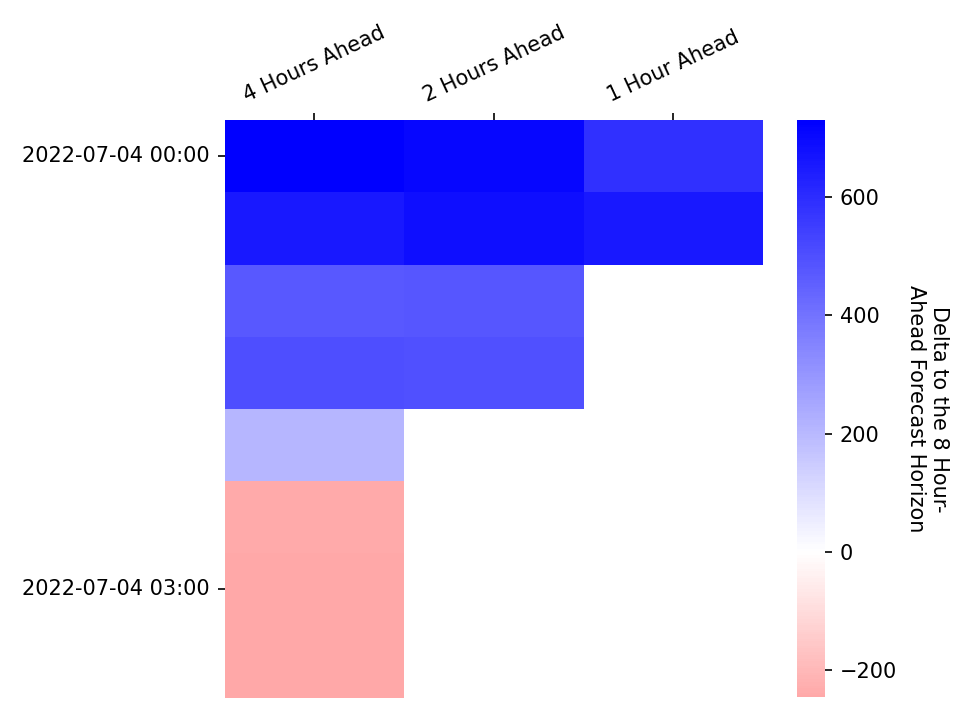 4 Hours Ahead
2 Hours Ahead
1 Hour Ahead
2022-07-04 00:00
2022-07-04 03:00
600
400
200
0
−200
Delta to the 8 Hour-
Ahead Forecast Horizon